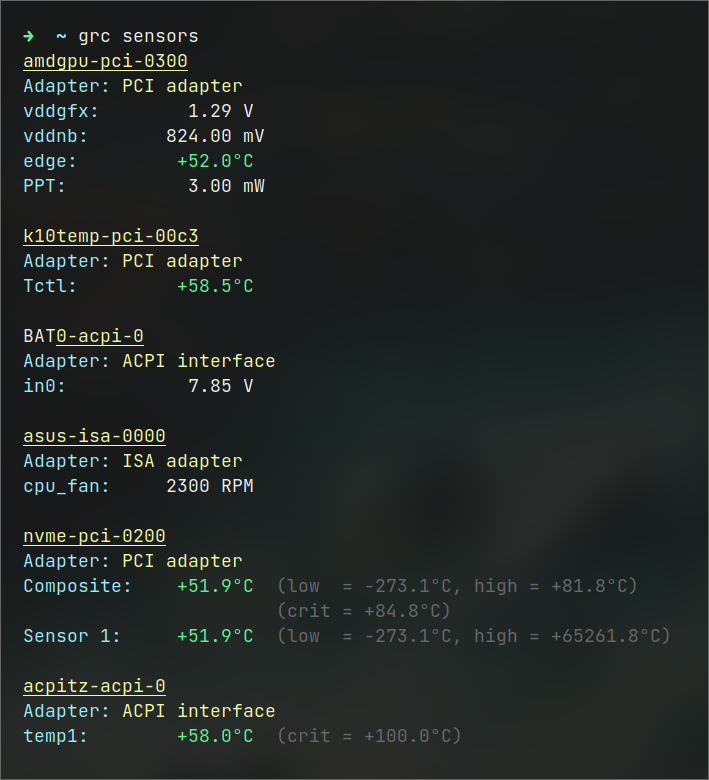 ➜  ~ grc sensors
amdgpu-pci-0300
Adapter: PCI adapter
vddgfx:        1.29 V
vddnb:       824.00 mV
edge:         +52.0°C
PPT:           3.00 mW

k10temp-pci-00c3
Adapter: PCI adapter
Tctl:         +58.5°C

BAT0-acpi-0
Adapter: ACPI interface
in0:           7.85 V

asus-isa-0000
Adapter: ISA adapter
cpu_fan:     2300 RPM

nvme-pci-0200
Adapter: PCI adapter
Composite:    +51.9°C  (low  = -273.1°C, high = +81.8°C)
                       (crit = +84.8°C)
Sensor 1:     +51.9°C  (low  = -273.1°C, high = +65261.8°C)

acpitz-acpi-0
Adapter: ACPI interface
temp1:        +58.0°C  (crit = +100.0°C)